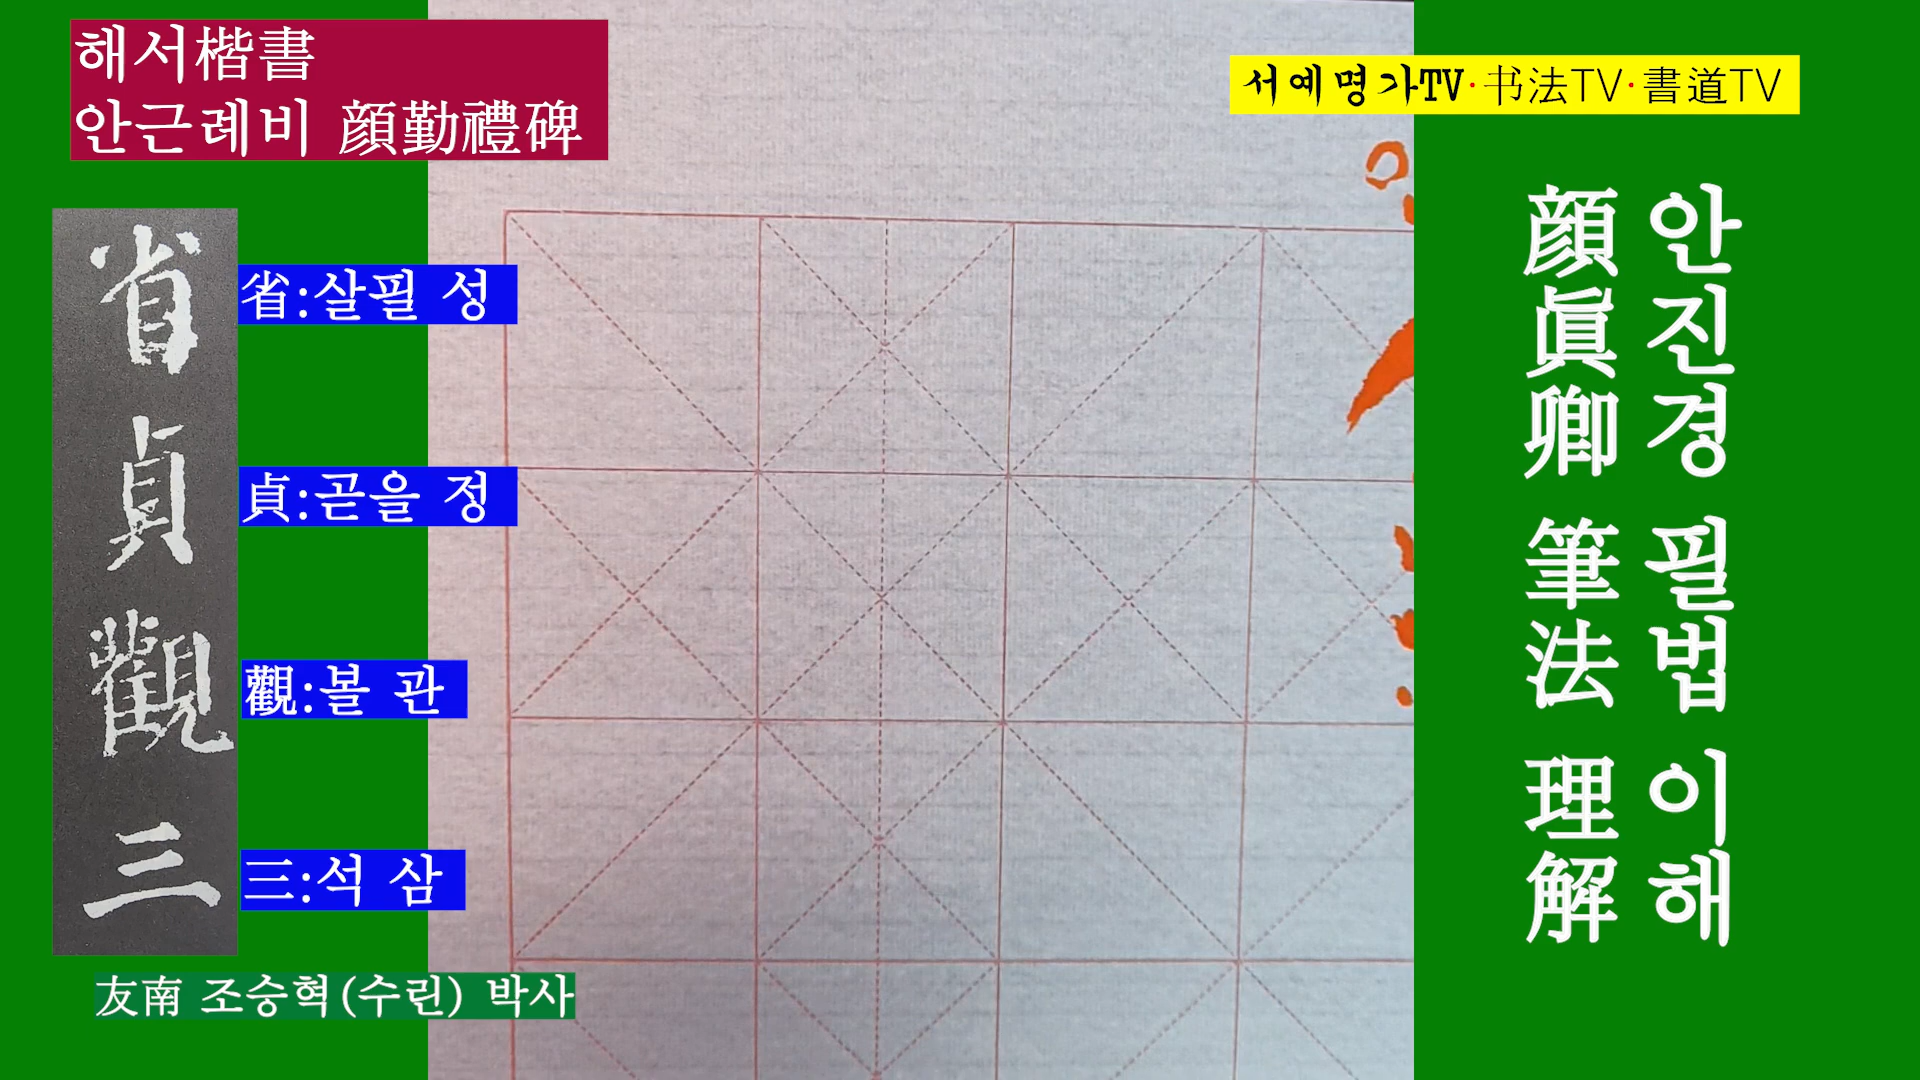 해서楷書
안근례비 顔勤禮碑
서예명가TV·书法TV·書道TV
省
貞
觀
三
省:살필 성
貞:곧을 정
觀:볼 관
三:석 삼
友南 조승혁(수린) 박사
안진경 필법 이해
顔眞卿 筆法 理解